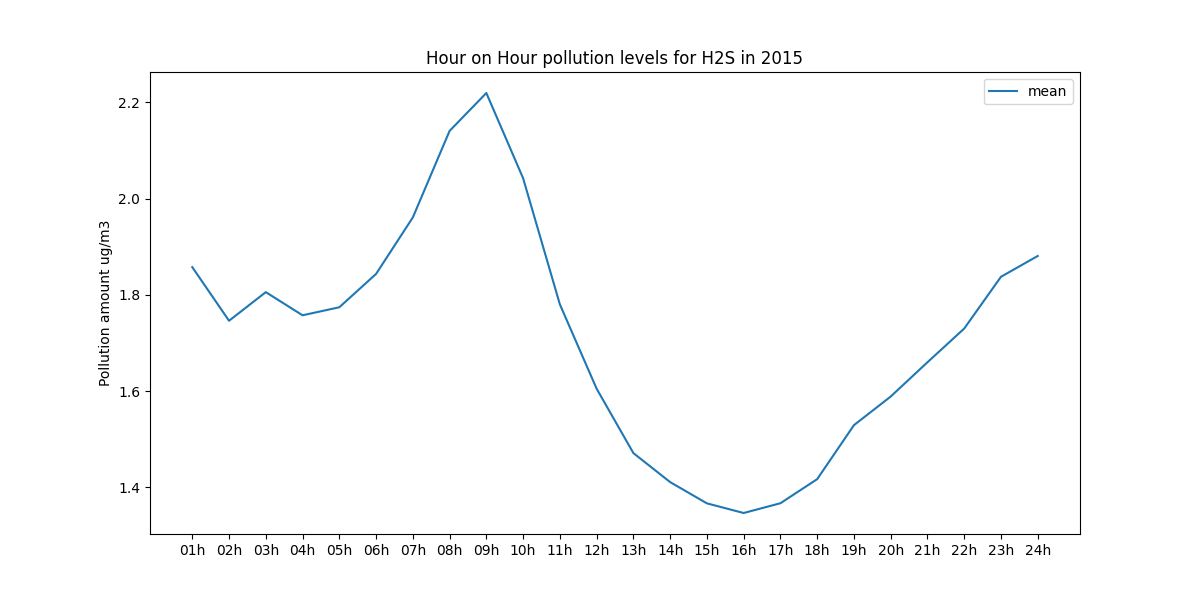 Hour on Hour pollution levels for H2S in 2015
mean
Pollution amount ug/m3
2.2
2.0
1.8
1.6
1.4
01h 02h 03h 04h 05h 06h 07h 08h 09h 10h 11h 12h 13h 14h 15h 16h 17h 18h 19h 20h 21h 22h 23h 24h